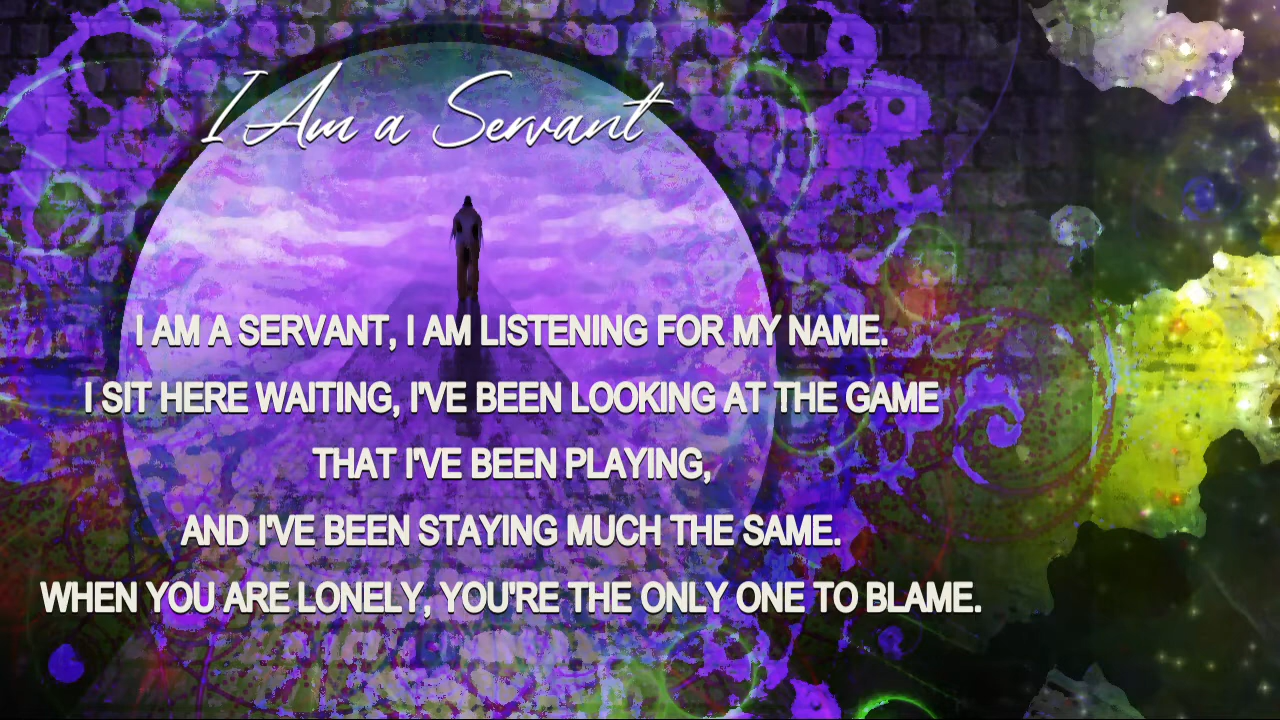 I Am a Servant
I AM A SERVANT, I AM LISTENING FOR MY NAME.
I SIT HERE WAITING, I'VE BEEN LOOKING AT THE GAME
THAT I'VE BEEN PLAYING,
AND I'VE BEEN STAYING MUCH THE SAME.
WHEN YOU ARE LONELY, YOU'RE THE ONLY ONE TO BLAME.